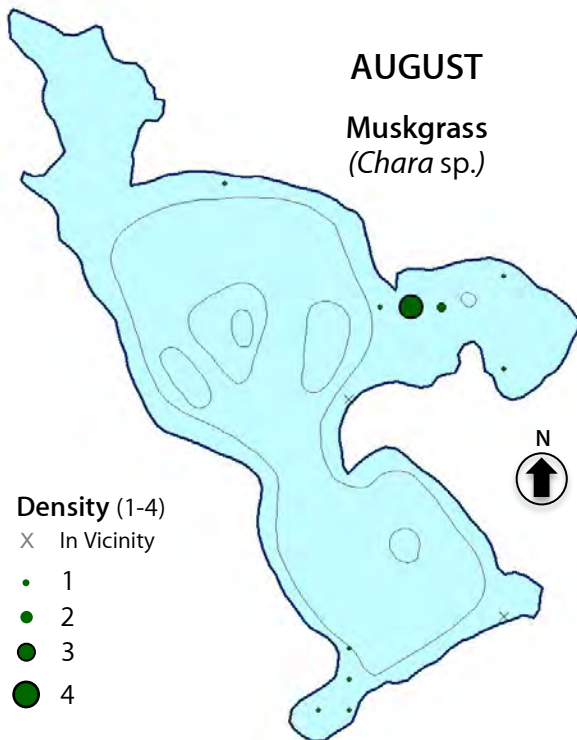 AUGUST
Muskgrass
(Chara sp.)
N
Density (1-4)
X In Vicinity
1
2
3
4